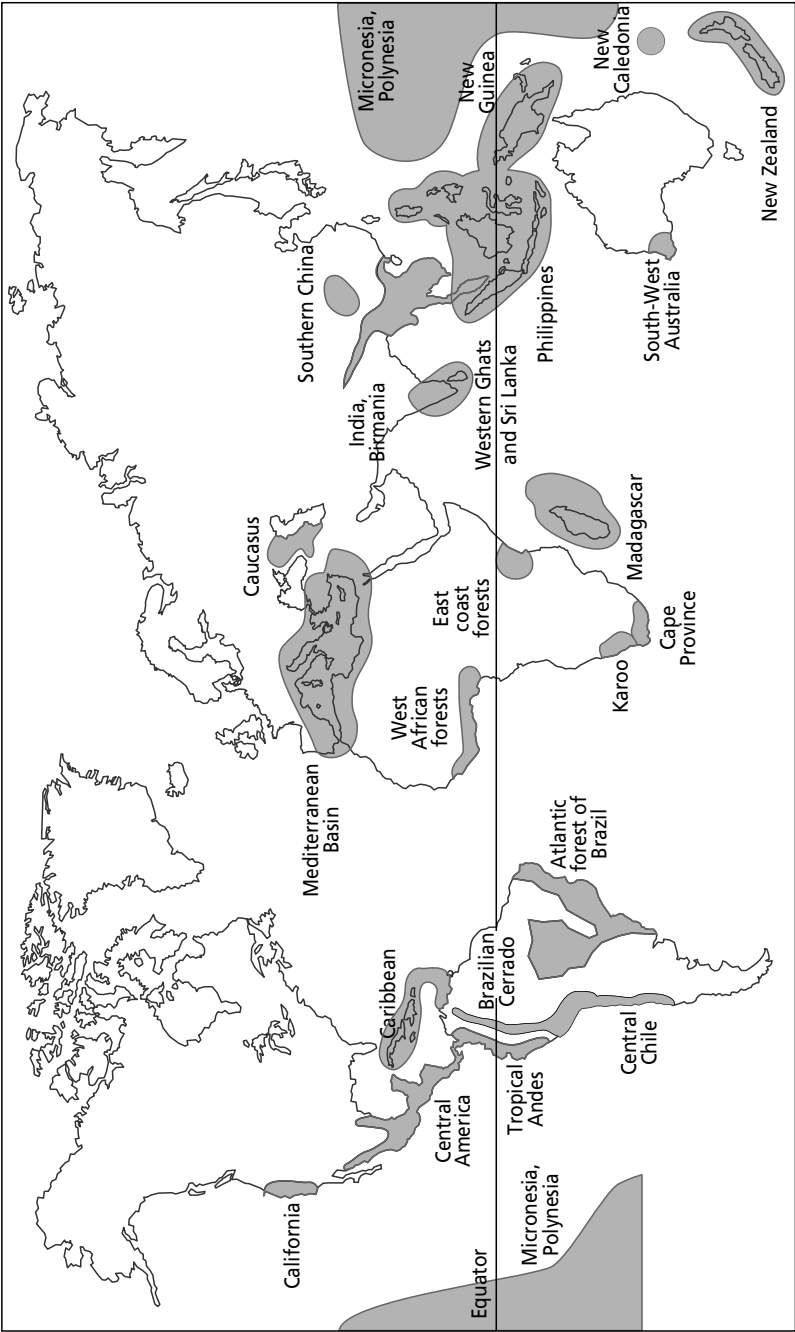 California
Central
America
Caribbean
Equator
Micronesia,
Polynesia
Tropical
Andes
Brazilian
Cerrado
Central
Chile
Atlantic
forest of
Brazil
Mediterranean
Basin
Caucasus
West
African
forests
East
coast
forests
Karoo
Cape
Province
Madagascar
India,
Birmania
Western Ghats
and Sri Lanka
Southern China
Philippines
South-West
Australia
Micronesia,
Polynesia
New
Guinea
New
Caledonia
New Zealand